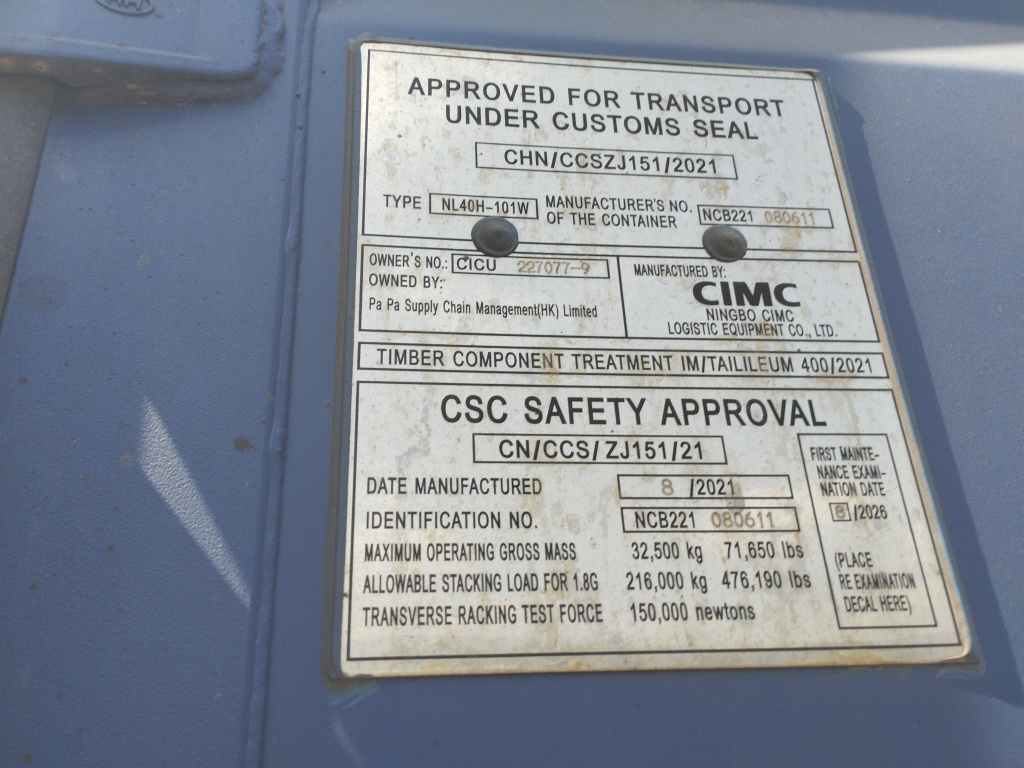 APPROVED FOR TRANSPORT
UNDER CUSTOMS SEAL
CHN/CCSZJ151/2021
TYPE NL40H-101W MANUFACTURER'S NO. OF THE CONTAINER NCB221 080611
OWNER'S NO.: CICU 227077-9
OWNED BY:
Pa Pa Supply Chain Management(HK) Limited
MANUFACTURED BY:
CIMC
NINGBO CIMC
LOGISTIC EQUIPMENT CO., LTD.
TIMBER COMPONENT TREATMENT IM/TAILILEUM 400/2021
CSC SAFETY APPROVAL
CN/CCS/ ZJ151/21
DATE MANUFACTURED 8 /2021
IDENTIFICATION NO. NCB221 080611
MAXIMUM OPERATING GROSS MASS 32,500 kg 71,650 lbs
ALLOWABLE STACKING LOAD FOR 1.8G 216,000 kg 476,190 lbs
TRANSVERSE RACKING TEST FORCE 150,000 newtons
FIRST MAINTE-
NANCE EXAMI-
NATION DATE
8 /2026
(PLACE
RE EXAMINATION
DECAL HERE)